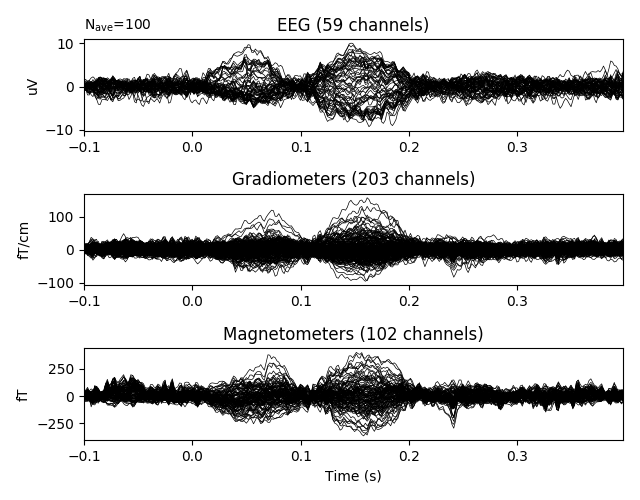 N_ave=100
EEG (59 channels)
10
0
−10
uV
−0.1 0.0 0.1 0.2 0.3
Gradiometers (203 channels)
100
0
−100
fT/cm
−0.1 0.0 0.1 0.2 0.3
Magnetometers (102 channels)
250
0
−250
fT
−0.1 0.0 0.1 0.2 0.3
Time (s)